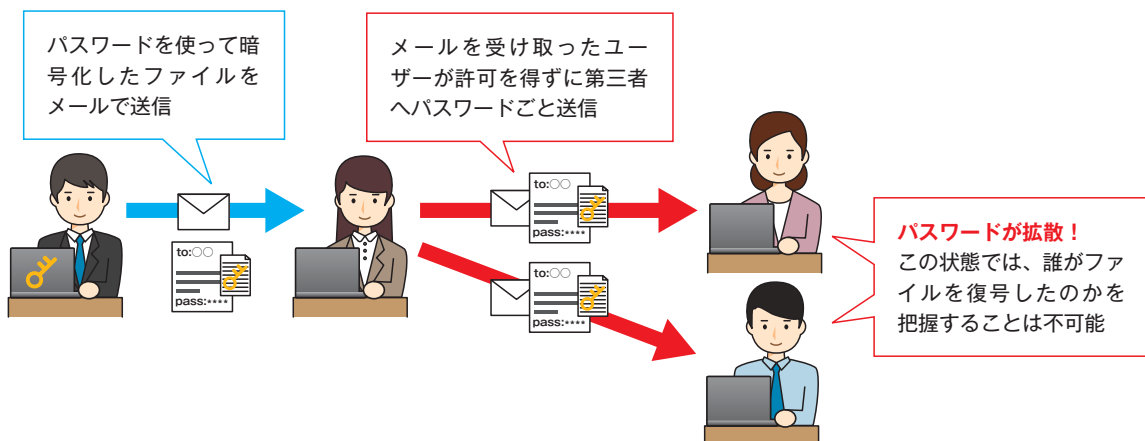 パスワードを使って暗
号化したファイルを
メールで送信
メールを受け取ったユー
ザーが許可を得ずに第三者
へパスワードごと送信
to:○○
pass:****
to:○○
pass:****
to:○○
pass:****
パスワードが拡散！
この状態では、誰がファ
イルを復号したのかを
把握することは不可能